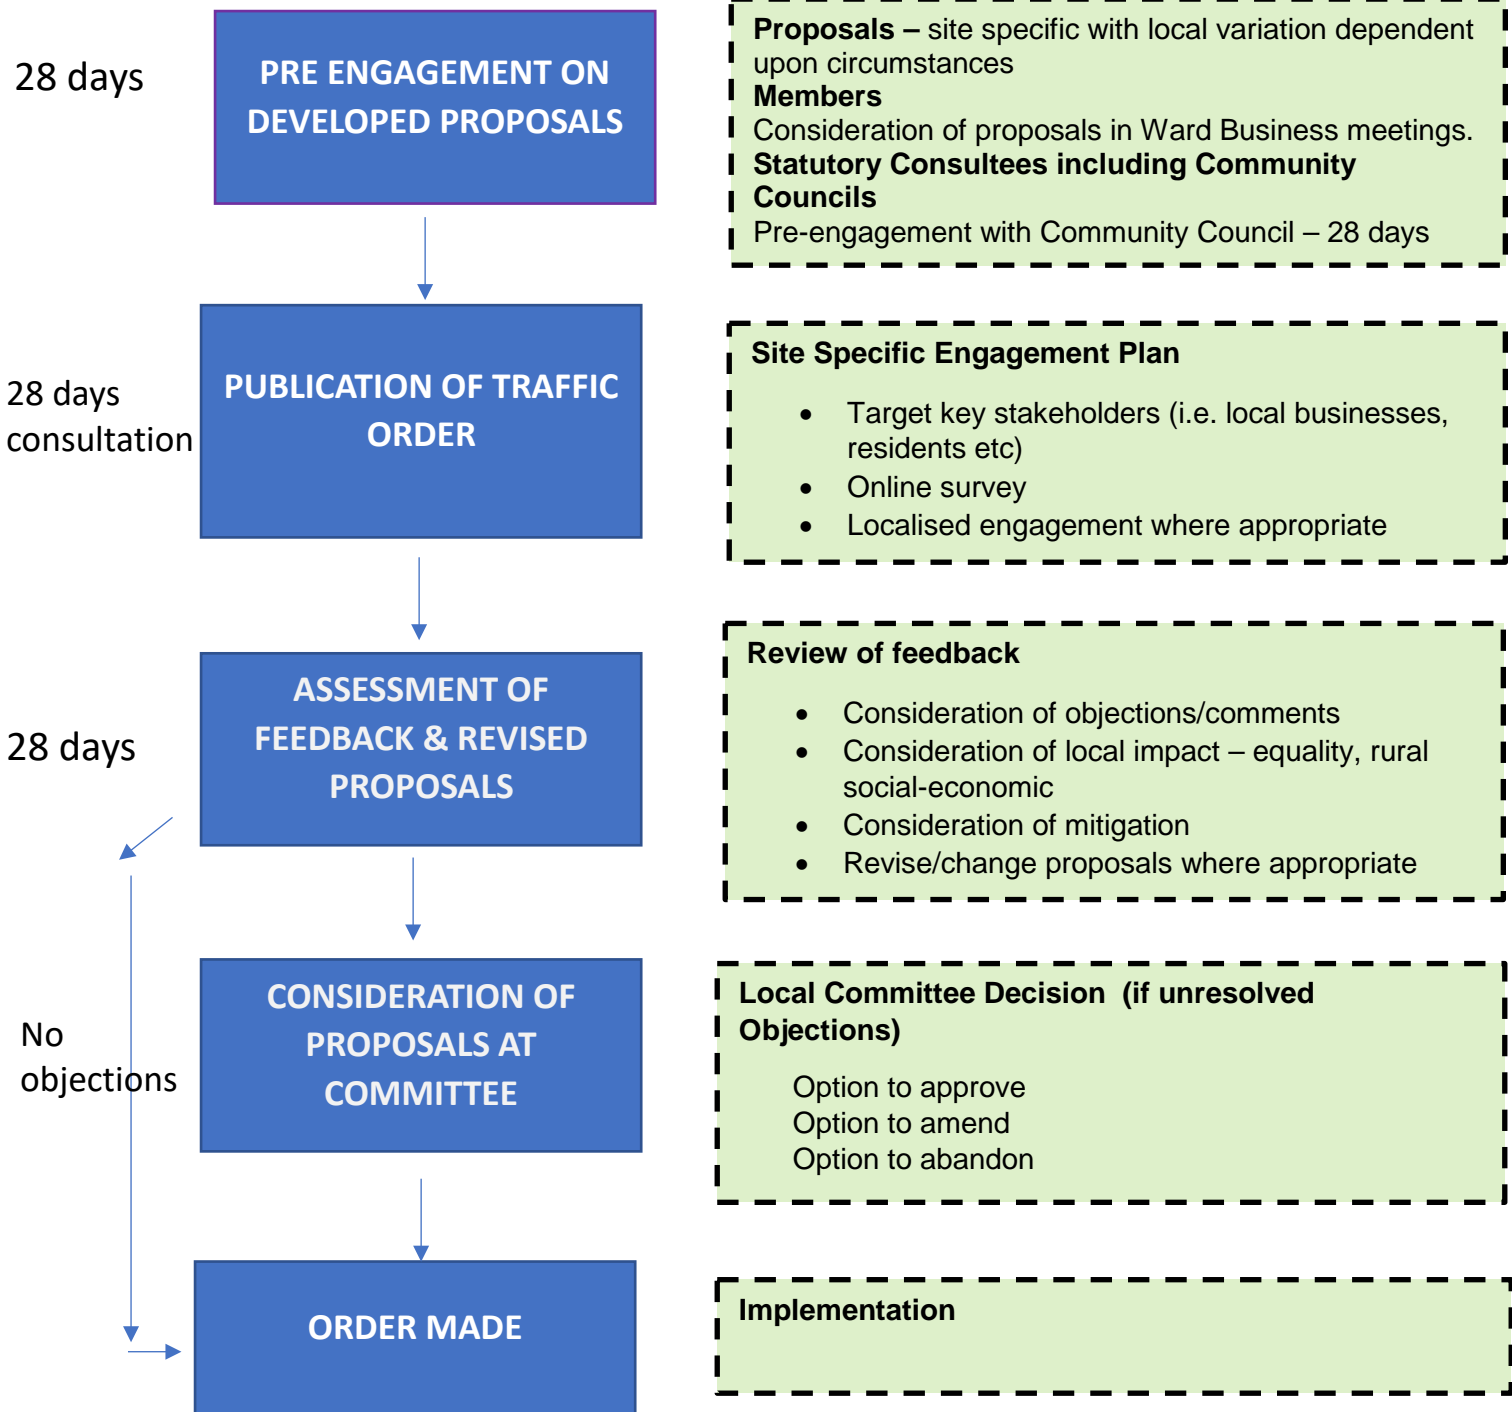 28 days
PRE ENGAGEMENT ON
DEVELOPED PROPOSALS
Proposals – site specific with local variation dependent
upon circumstances
Members
Consideration of proposals in Ward Business meetings.
Statutory Consultees including Community
Councils
Pre-engagement with Community Council – 28 days
28 days
consultation
PUBLICATION OF TRAFFIC
ORDER
Site Specific Engagement Plan
• Target key stakeholders (i.e. local businesses,
residents etc)
• Online survey
• Localised engagement where appropriate
28 days
ASSESSMENT OF
FEEDBACK & REVISED
PROPOSALS
Review of feedback
• Consideration of objections/comments
• Consideration of local impact – equality, rural
social-economic
• Consideration of mitigation
• Revise/change proposals where appropriate
No
objections
CONSIDERATION OF
PROPOSALS AT
COMMITTEE
Local Committee Decision (if unresolved
Objections)
Option to approve
Option to amend
Option to abandon
ORDER MADE
Implementation